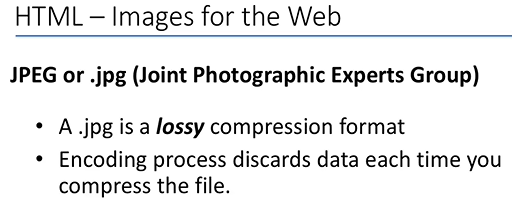 HTML – Images for the Web
JPEG or .jpg (Joint Photographic Experts Group)
• A .jpg is a lossy compression format
• Encoding process discards data each time you
compress the file.